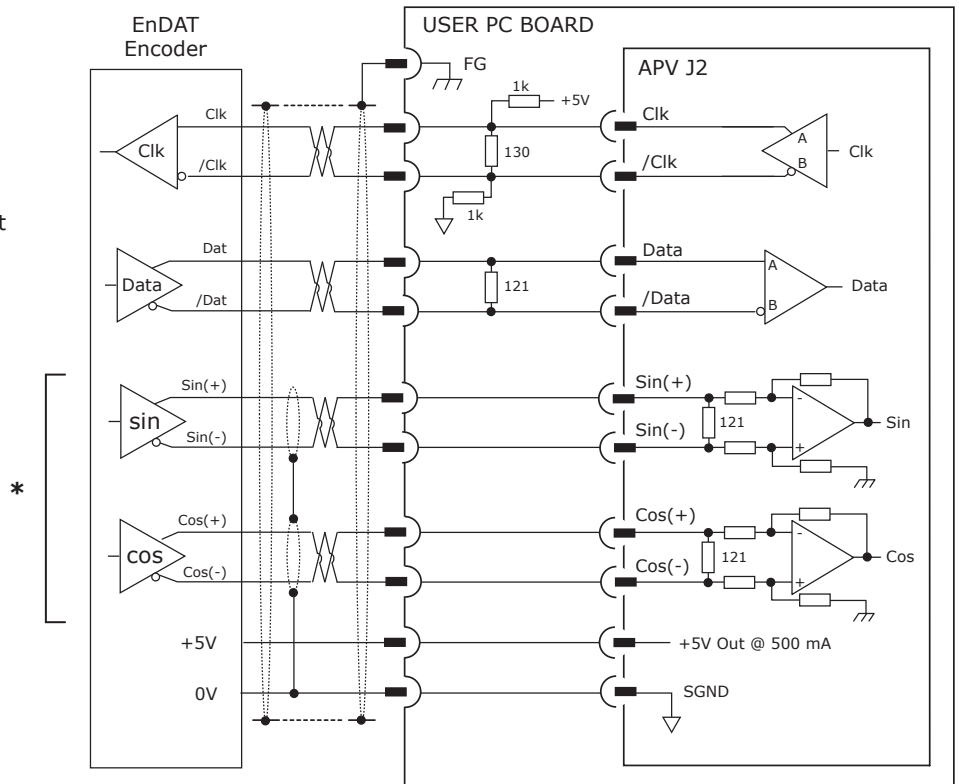 EnDAT
Encoder
USER PC BOARD
FG
APV J2
1k
+5V
Clk
Clk
/Clk
130
1k
Clk
/Clk
A
B
Clk
t
Dat
Data
/Dat
121
Data
/Data
A
B
Data
*
Sin(+)
sin
Sin(-)
Sin(+)
Sin(-)
121
-
+
Sin
Cos(+)
cos
Cos(-)
Cos(+)
Cos(-)
121
-
+
Cos
+5V
+5V Out @ 500 mA
0V
SGND